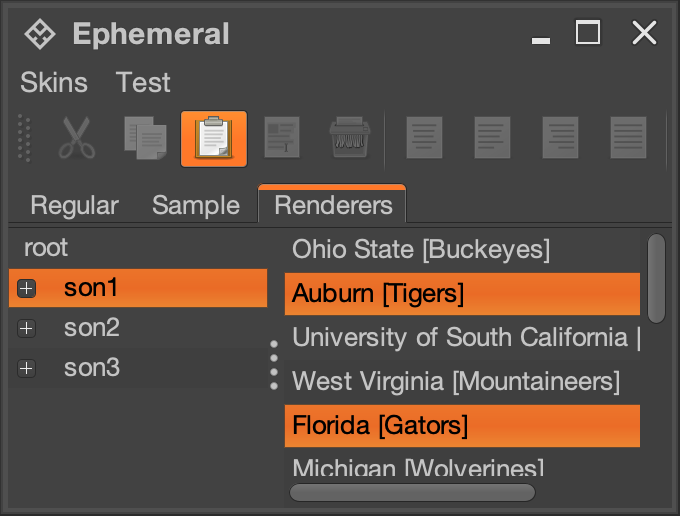 Ephemeral
Skins Test
Regular Sample Renderers
root
son1
son2
son3
Ohio State [Buckeyes]
Auburn [Tigers]
University of South California [
West Virginia [Mountaineers]
Florida [Gators]
Michigan [Wolverines]